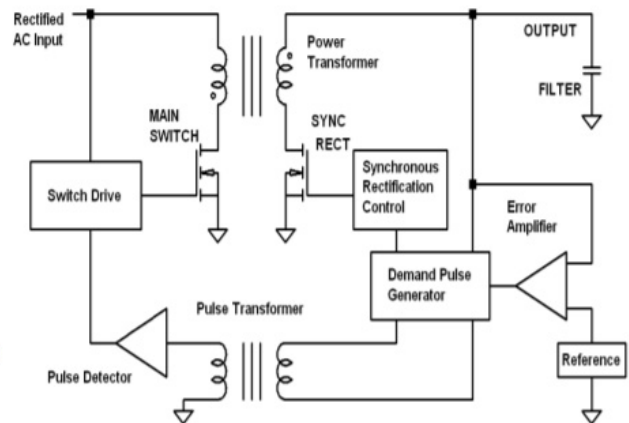 Rectified
AC Input
Power
Transformer
OUTPUT
FILTER
MAIN
SWITCH
SYNC
RECT
Switch Drive
Synchronous
Rectification
Control
Error
Amplifier
Demand Pulse
Generator
Pulse Transformer
Pulse Detector
Reference